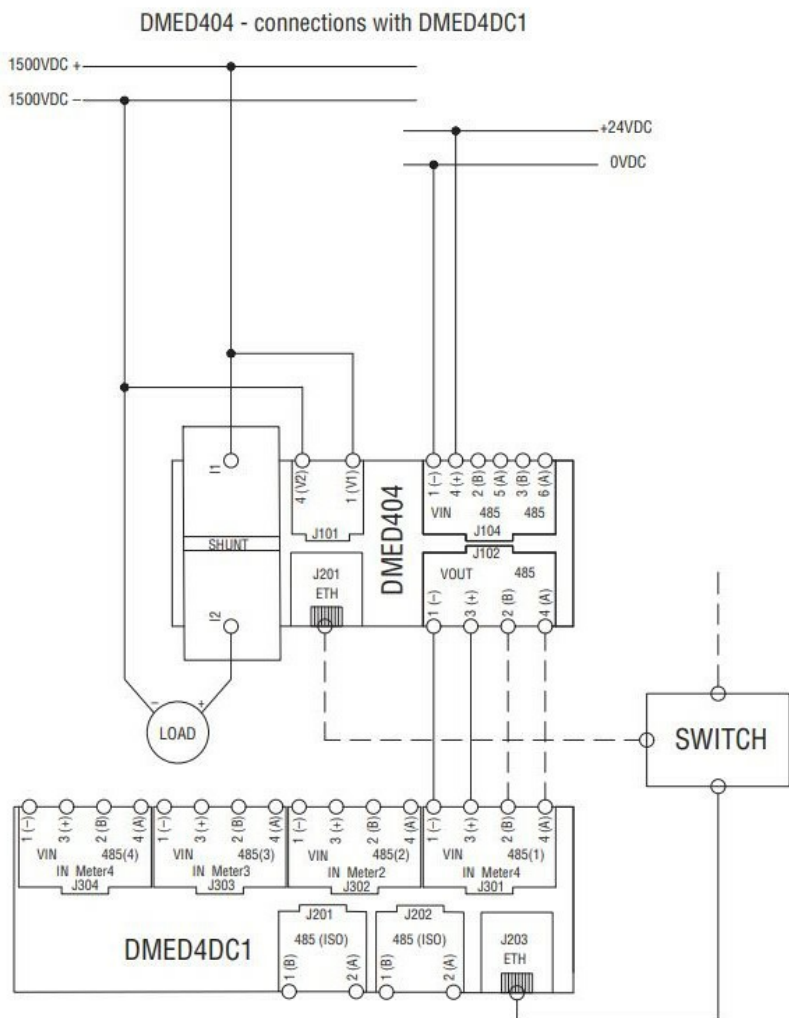 DMED404 - connections with DMED4DC1
1500VDC +
1500VDC –
+24VDC
0VDC
I1
4 (V2)
1 (V1)
J101
SHUNT
I2
J201
ETH
DMED404
1 (–)
4 (+)
2 (B)
5 (A)
3 (B)
6 (A)
VIN 485 485
J104
J102
VOUT 485
1 (–)
3 (+)
2 (B)
4 (A)
– +
LOAD
SWITCH
1 (–)
3 (+)
2 (B)
4 (A)
VIN 485(4)
IN Meter4
J304
1 (–)
3 (+)
2 (B)
4 (A)
VIN 485(3)
IN Meter3
J303
1 (–)
3 (+)
2 (B)
4 (A)
VIN 485(2)
IN Meter2
J302
1 (–)
3 (+)
2 (B)
4 (A)
VIN 485(1)
IN Meter4
J301
DMED4DC1
J201
485 (ISO)
1 (B)
2 (A)
J202
485 (ISO)
1 (B)
2 (A)
J203
ETH